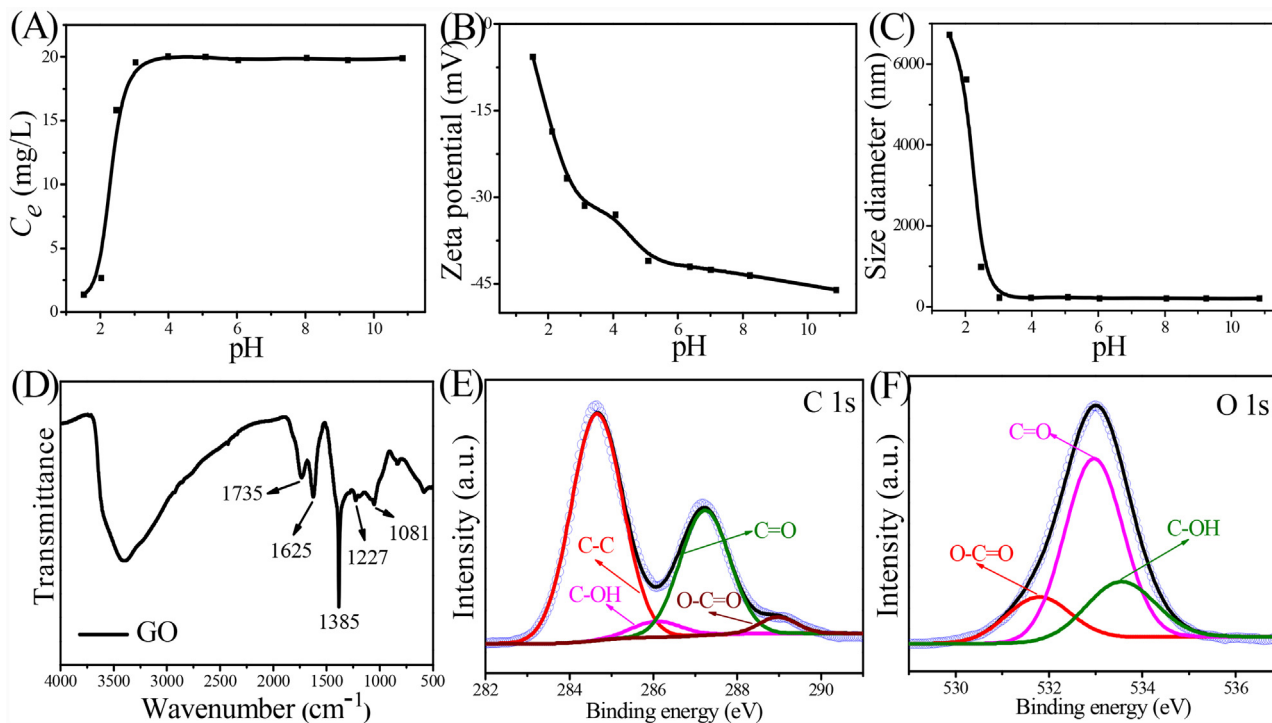 (A)
20
15
10
5
0
Ce (mg/L)
2 4 6 8 10
pH
(B)
0
-15
-30
-45
Zeta potential (mV)
2 4 6 8 10
pH
(C)
6000
4000
2000
0
Size diameter (nm)
2 4 6 8 10
pH
(D)
Transmittance
1735
1625
1385
1227
1081
GO
4000 3500 3000 2500 2000 1500 1000 500
Wavenumber (cm⁻¹)
(E)
C 1s
Intensity (a.u.)
C-C
C=O
C-OH
O-C=O
282 284 286 288 290
Binding energy (eV)
(F)
O 1s
Intensity (a.u.)
C=O
O-C=O
C-OH
530 532 534 536
Binding energy (eV)